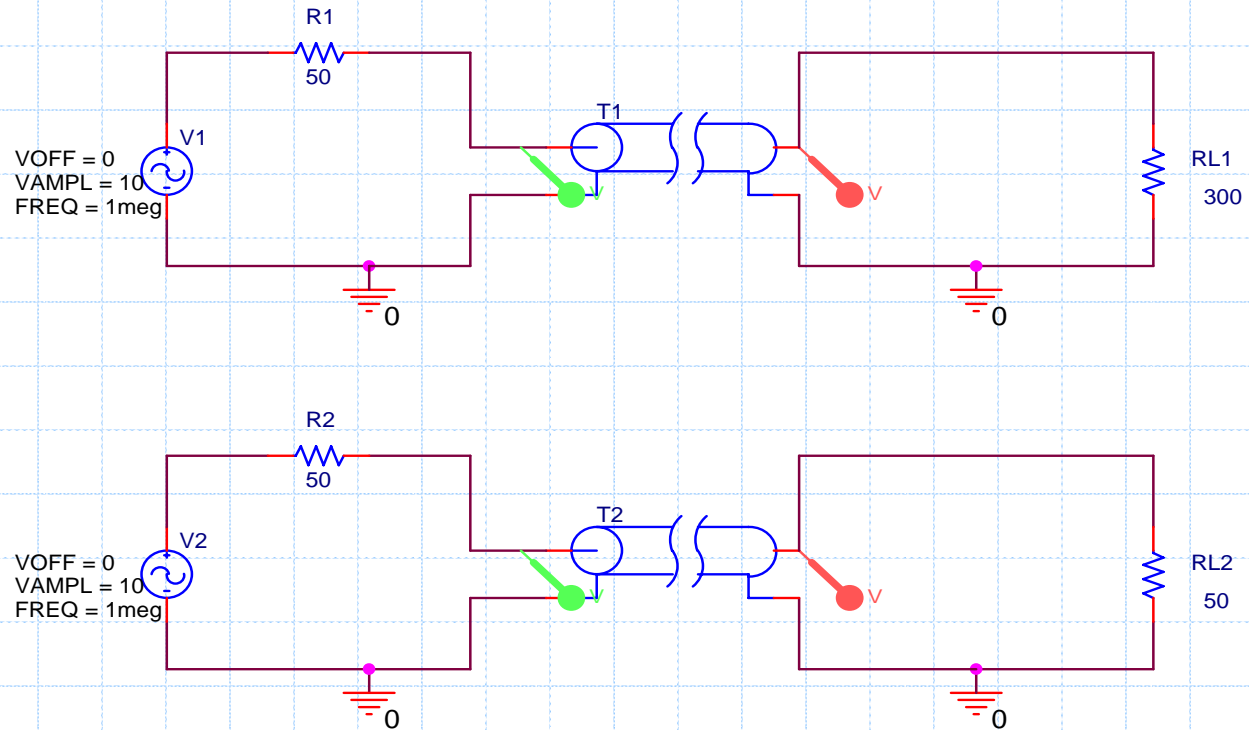 R1
50
T1
V1
VOFF = 0
VAMPL = 10
FREQ = 1meg
V
V
RL1
300
0
0
R2
50
T2
V2
VOFF = 0
VAMPL = 10
FREQ = 1meg
V
V
RL2
50
0
0